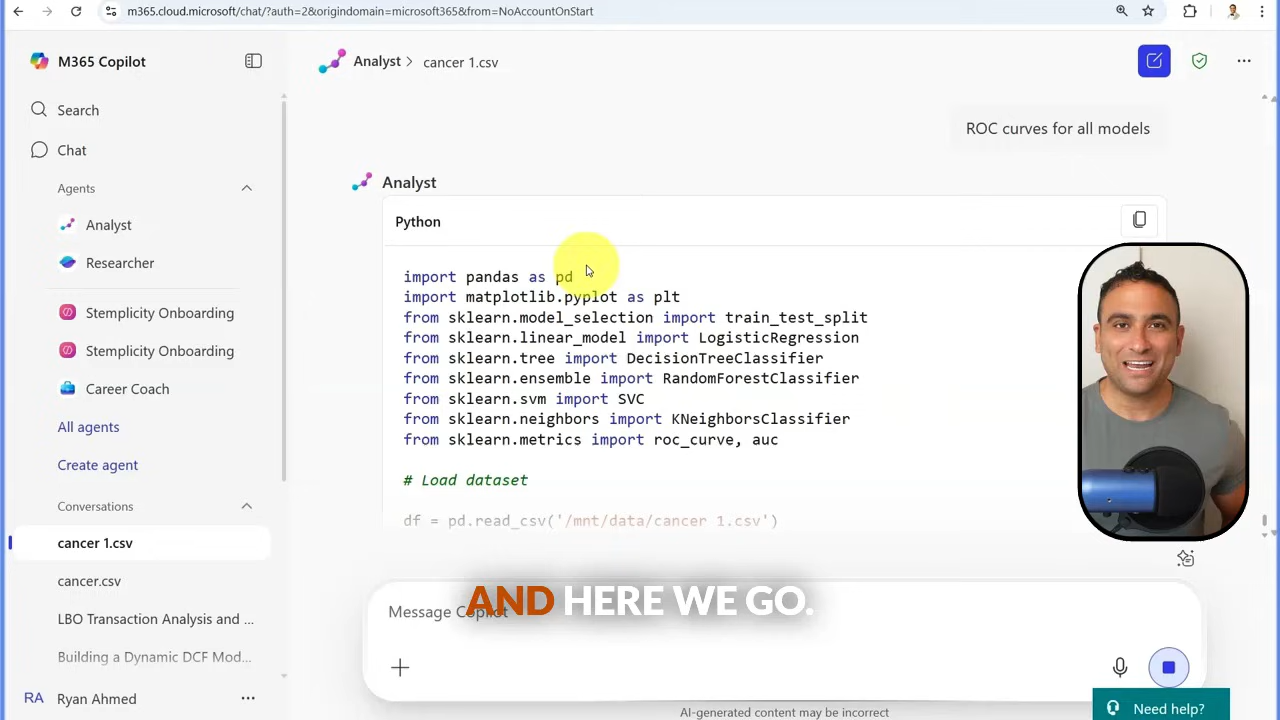 m365.cloud.microsoft/chat/?auth=2&origindomain=microsoft365&from=NoAccountOnStart
M365 Copilot
Search
Chat
Agents
Analyst
Researcher
Stemplicity Onboarding
Stemplicity Onboarding
Career Coach
All agents
Create agent
Conversations
cancer 1.csv
cancer.csv
LBO Transaction Analysis and ...
Building a Dynamic DCF Mod...
RA Ryan Ahmed
Analyst > cancer 1.csv
ROC curves for all models
Analyst
Python
import pandas as pd
import matplotlib.pyplot as plt
from sklearn.model_selection import train_test_split
from sklearn.linear_model import LogisticRegression
from sklearn.tree import DecisionTreeClassifier
from sklearn.ensemble import RandomForestClassifier
from sklearn.svm import SVC
from sklearn.neighbors import KNeighborsClassifier
from sklearn.metrics import roc_curve, auc
# Load dataset
df = pd.read_csv('/mnt/data/cancer 1.csv')
Message Copilot
AND HERE WE GO.
AI-generated content may be incorrect
Need help?